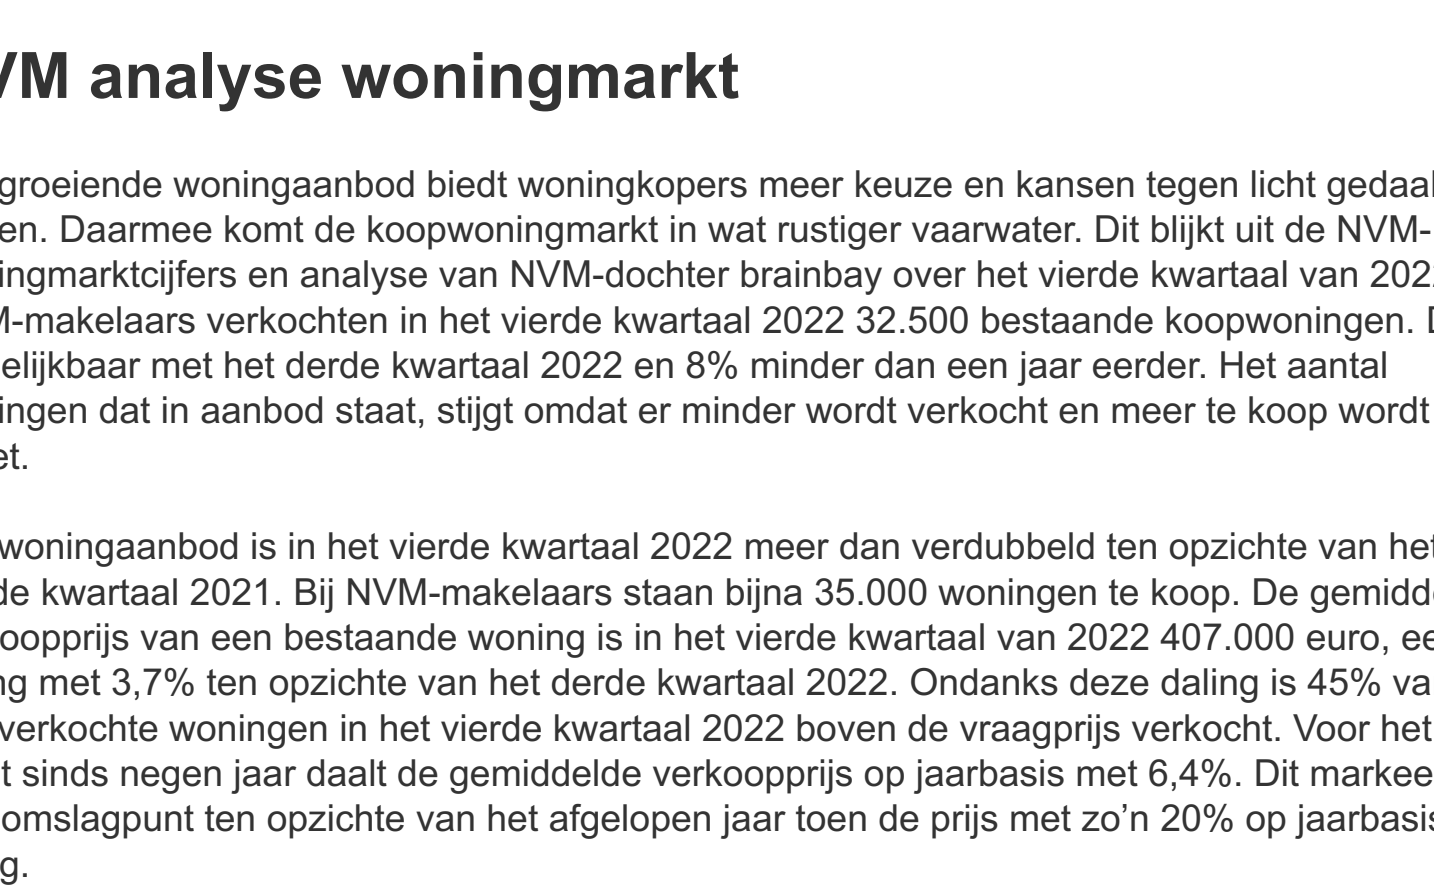 VM analyse woningmarkt
groeiende woningaanbod biedt woningkopers meer keuze en kansen tegen licht gedaal
en. Daarmee komt de koopwoningmarkt in wat rustiger vaarwater. Dit blijkt uit de NVM-
ingmarktcijfers en analyse van NVM-dochter brainbay over het vierde kwartaal van 2022
M-makelaars verkochten in het vierde kwartaal 2022 32.500 bestaande koopwoningen. D
elijkbaar met het derde kwartaal 2022 en 8% minder dan een jaar eerder. Het aantal
ingen dat in aanbod staat, stijgt omdat er minder wordt verkocht en meer te koop wordt
et.
woningaanbod is in het vierde kwartaal 2022 meer dan verdubbeld ten opzichte van het
de kwartaal 2021. Bij NVM-makelaars staan bijna 35.000 woningen te koop. De gemidde
oopprijs van een bestaande woning is in het vierde kwartaal van 2022 407.000 euro, ee
ng met 3,7% ten opzichte van het derde kwartaal 2022. Ondanks deze daling is 45% va
verkochte woningen in het vierde kwartaal 2022 boven de vraagprijs verkocht. Voor het
t sinds negen jaar daalt de gemiddelde verkoopprijs op jaarbasis met 6,4%. Dit markee
omslagpunt ten opzichte van het afgelopen jaar toen de prijs met zo’n 20% op jaarbasis
g.